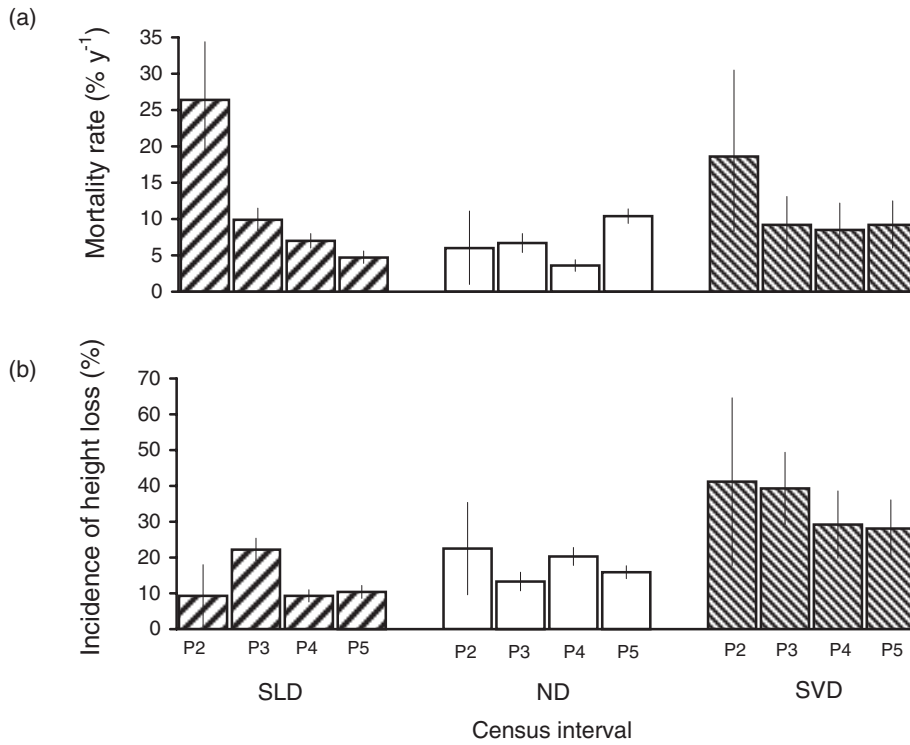 (a)
Mortality rate (% y⁻¹)
35
30
25
20
15
10
5
0
(b)
Incidence of height loss (%)
70
60
50
40
30
20
10
0
P2 P3 P4 P5 P2 P3 P4 P5 P2 P3 P4 P5
SLD ND SVD
Census interval